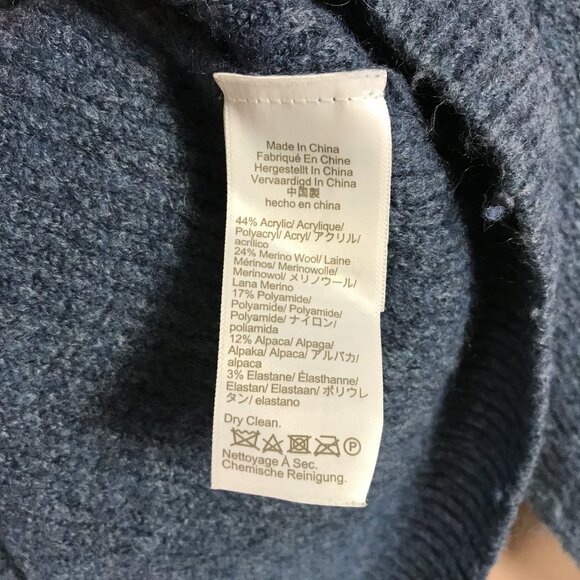 Made In China
Fabriqué En Chine
Hergestellt In China
Vervaardigd In China
中国製
hecho en china
44% Acrylic/ Acrylique/
Polyacryl/ Acryl/ アクリル/
acrílico
24% Merino Wool/ Laine
Mérinos/ Merinowolle/
Merinowol/ メリノウール/
Lana Merino
17% Polyamide/
Polyamide/ Polyamide/
Polyamide/ ナイロン/
poliamida
12% Alpaca/ Alpaga/
Alpaka/ Alpaca/ アルパカ/
alpaca
3% Elastane/ Élasthanne/
Elastan/ Elastaan/ ポリウレ
タン/ elastano
Dry Clean.
P
Nettoyage À Sec.
Chemische Reinigung.